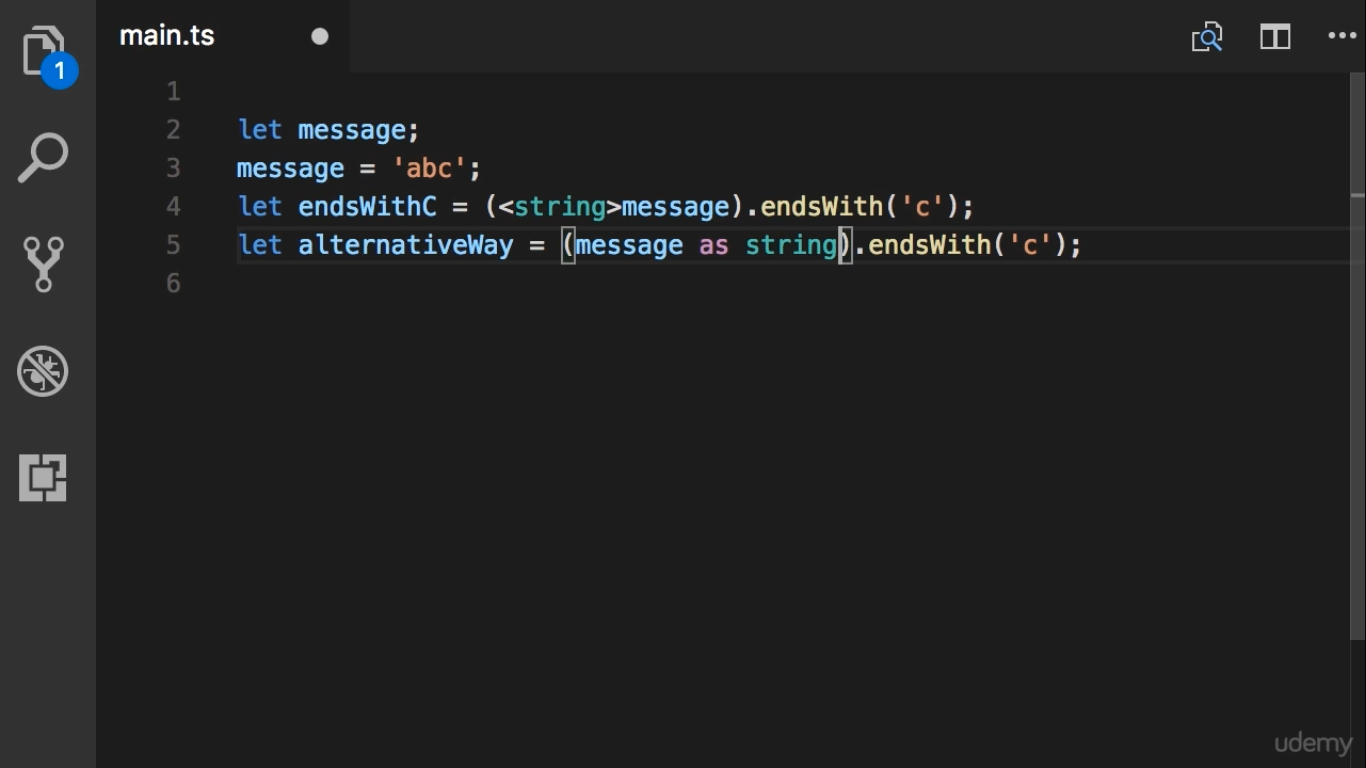 main.ts
1
1
2 let message;
3 message = 'abc';
4 let endsWithC = (<string>message).endsWith('c');
5 let alternativeWay = (message as string).endsWith('c');
6
udemy